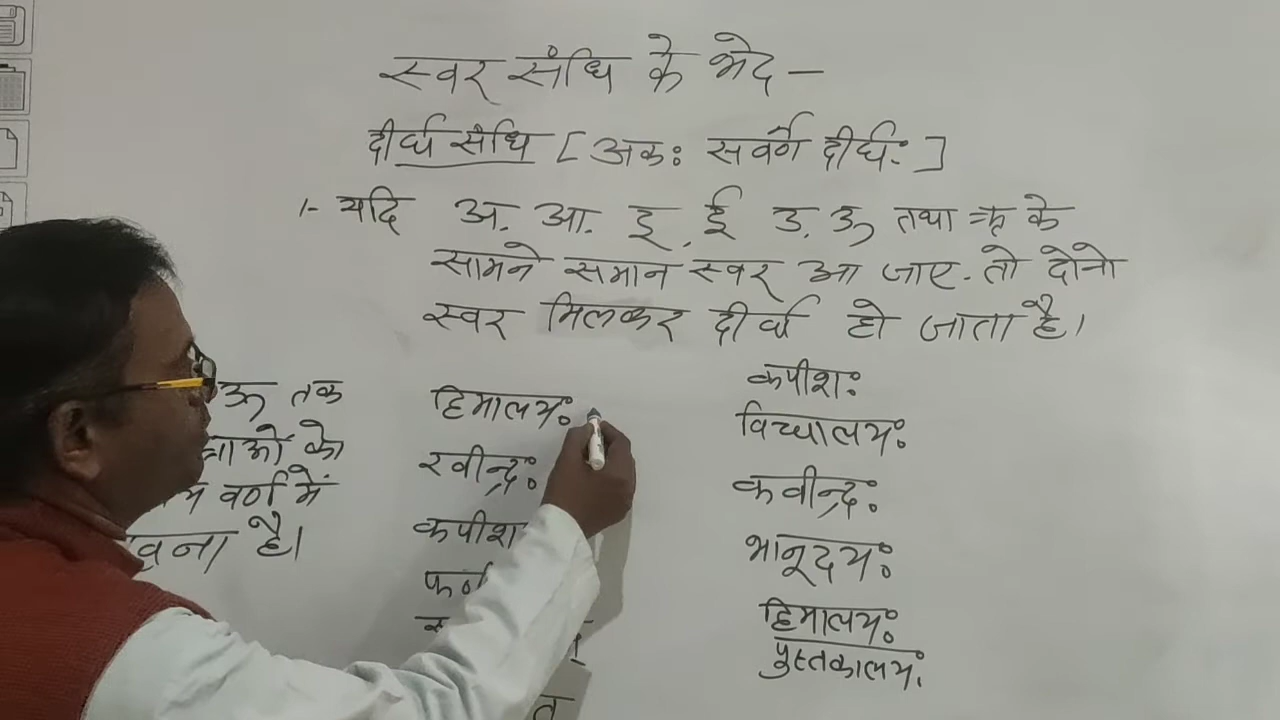 स्वर संधि के भेद –
दीर्घ संधि [ अकः सवर्णे दीर्घः ]
1- यदि अ, आ, इ, ई उ, ऊ तथा ऋ के
सामने समान स्वर आ जाए- तो दोनो
स्वर मिलकर दीर्घ हो जाता है।
ऊ तक
के
वर्ण में
है।
हिमालयः
रवीन्द्रः
कपीश
कपीशः
विद्यालयः
कवीन्द्रः
भानूदयः
हिमालयः
पुस्तकालयः